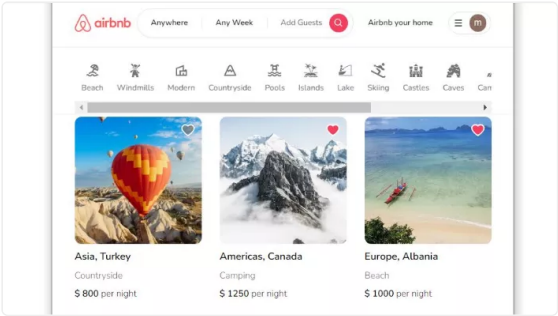 airbnb
Anywhere
Any Week
Add Guests
Airbnb your home
m
Beach
Windmills
Modern
Countryside
Pools
Islands
Lake
Skiing
Castles
Caves
Asia, Turkey
Countryside
$ 800 per night
Americas, Canada
Camping
$ 1250 per night
Europe, Albania
Beach
$ 1000 per night